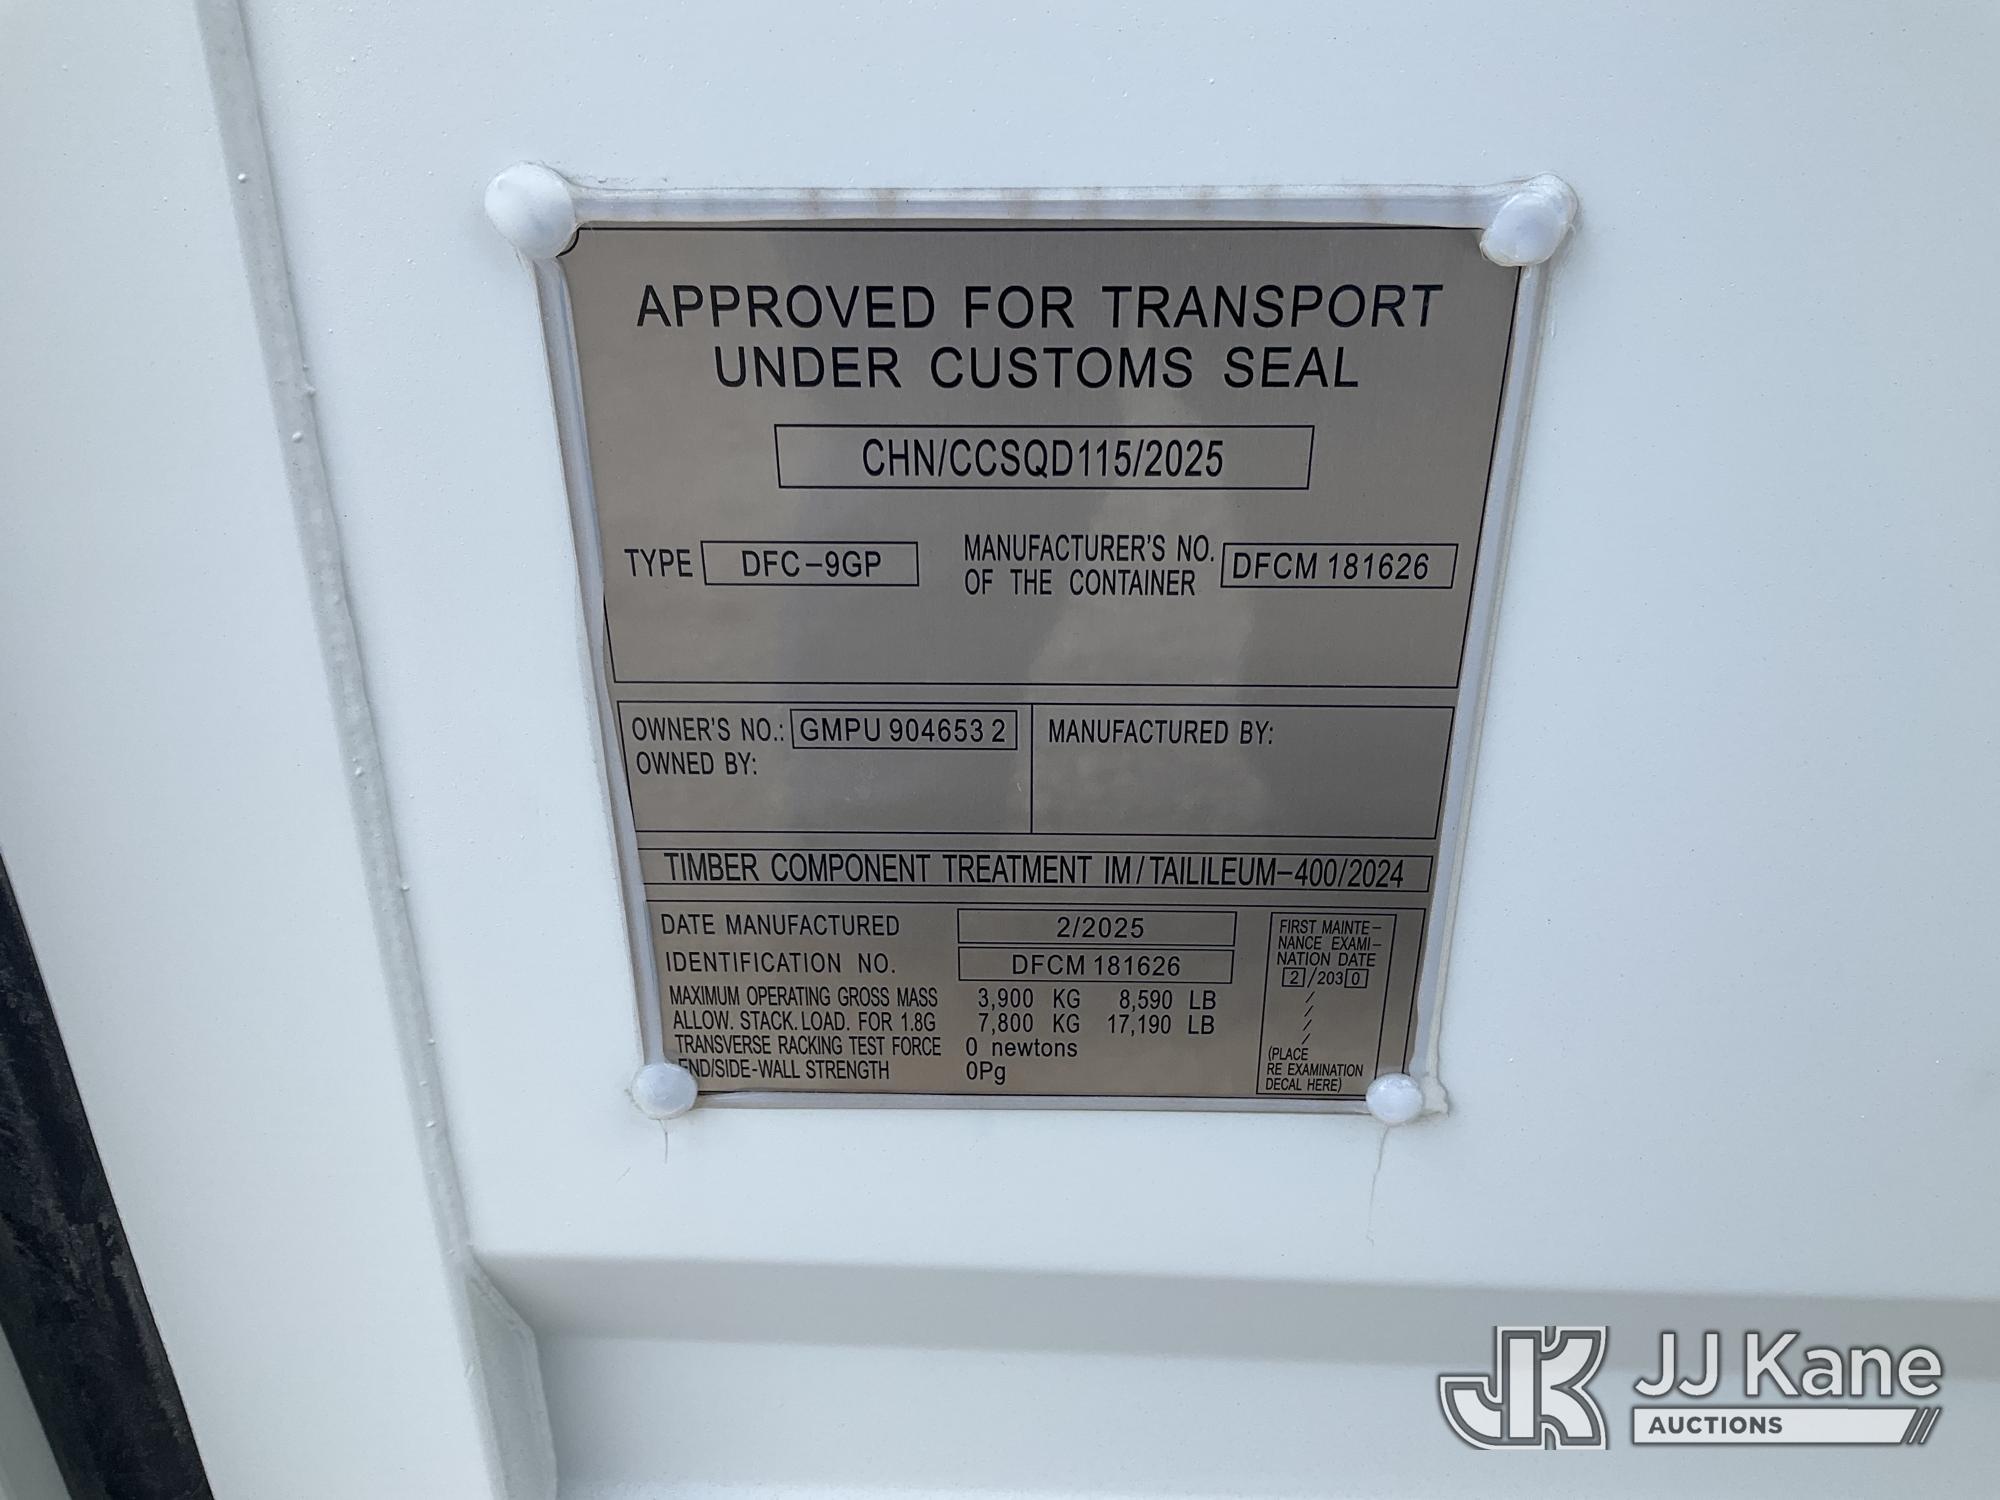 APPROVED FOR TRANSPORT
UNDER CUSTOMS SEAL
CHN/CCSQD115/2025
TYPE DFC-9GP
MANUFACTURER'S NO.
OF THE CONTAINER
DFCM 181626
OWNER'S NO.: GMPU 904653 2
OWNED BY:
MANUFACTURED BY:
TIMBER COMPONENT TREATMENT IM/TAILILEUM-400/2024
DATE MANUFACTURED 2/2025
IDENTIFICATION NO. DFCM 181626
MAXIMUM OPERATING GROSS MASS 3,900 KG 8,590 LB
ALLOW. STACK. LOAD. FOR 1.8G 7,800 KG 17,190 LB
TRANSVERSE RACKING TEST FORCE 0 newtons
END/SIDE-WALL STRENGTH 0Pg
FIRST MAINTE-
NANCE EXAMI-
NATION DATE
2/2030
/
/
/
/
(PLACE
RE EXAMINATION
DECAL HERE)
JK JJ Kane
AUCTIONS